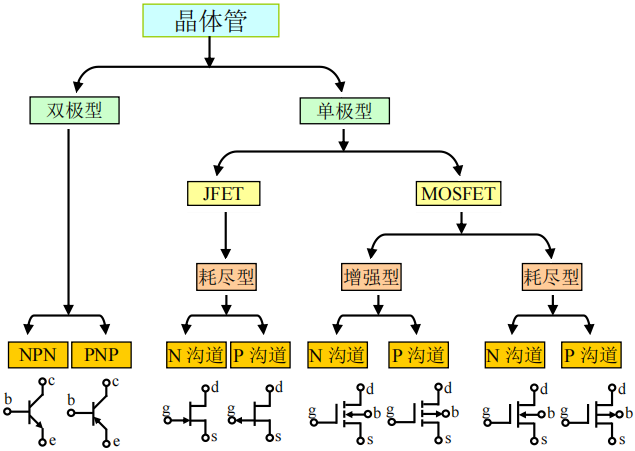 晶体管
双极型 单极型
JFET MOSFET
耗尽型 增强型 耗尽型
NPN PNP N 沟道 P 沟道 N 沟道 P 沟道 N 沟道 P 沟道
c c d d d d d d
b b g g g b g b g b g b
e e s s s s s s